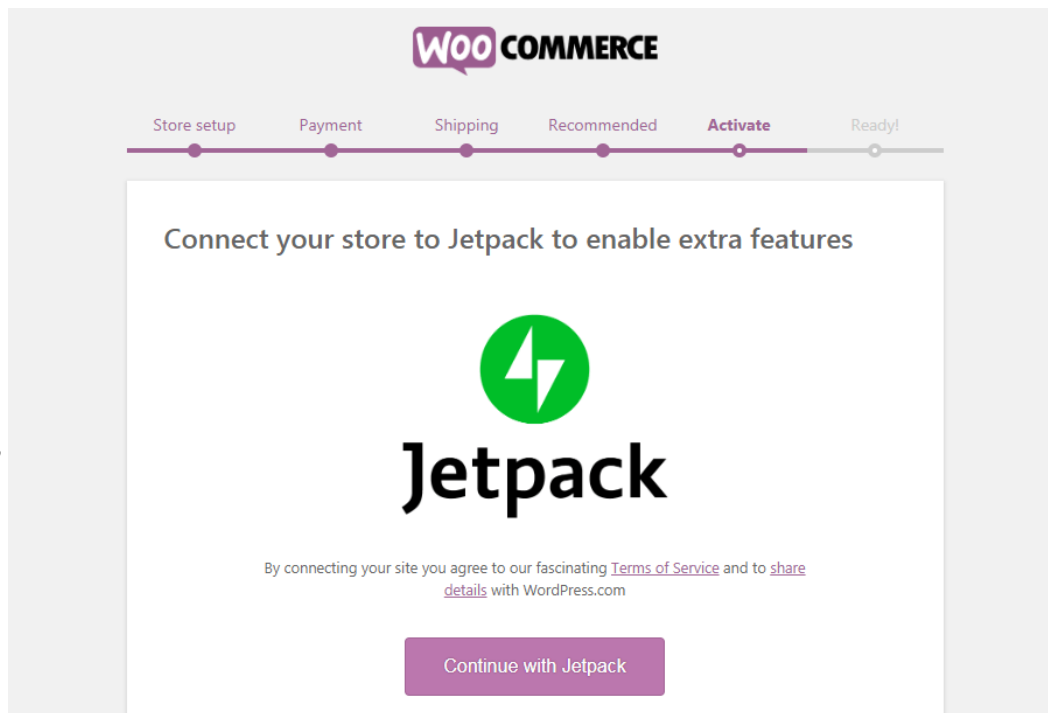 WOO COMMERCE
Store setup Payment Shipping Recommended Activate Ready!
Connect your store to Jetpack to enable extra features
Jetpack
By connecting your site you agree to our fascinating Terms of Service and to share
details with WordPress.com
Continue with Jetpack